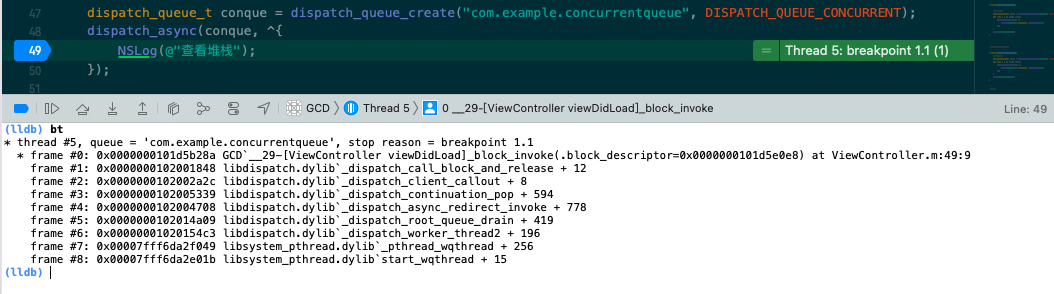 47 dispatch_queue_t conque = dispatch_queue_create("com.example.concurrentqueue", DISPATCH_QUEUE_CONCURRENT);
48 dispatch_async(conque, ^{
49 NSLog(@"查看堆栈"); = Thread 5: breakpoint 1.1 (1)
50 });
51
GCD Thread 5 0 __29-[ViewController viewDidLoad]_block_invoke Line: 49
(lldb) bt
* thread #5, queue = 'com.example.concurrentqueue', stop reason = breakpoint 1.1
* frame #0: 0x0000000101d5b28a GCD`__29-[ViewController viewDidLoad]_block_invoke(.block_descriptor=0x0000000101d5e0e8) at ViewController.m:49:9
frame #1: 0x0000000102001848 libdispatch.dylib`_dispatch_call_block_and_release + 12
frame #2: 0x0000000102002a2c libdispatch.dylib`_dispatch_client_callout + 8
frame #3: 0x0000000102005339 libdispatch.dylib`_dispatch_continuation_pop + 594
frame #4: 0x0000000102004708 libdispatch.dylib`_dispatch_async_redirect_invoke + 778
frame #5: 0x0000000102014a09 libdispatch.dylib`_dispatch_root_queue_drain + 419
frame #6: 0x00000001020154c3 libdispatch.dylib`_dispatch_worker_thread2 + 196
frame #7: 0x00007fff6da2f049 libsystem_pthread.dylib`_pthread_wqthread + 256
frame #8: 0x00007fff6da2e01b libsystem_pthread.dylib`start_wqthread + 15
(lldb)